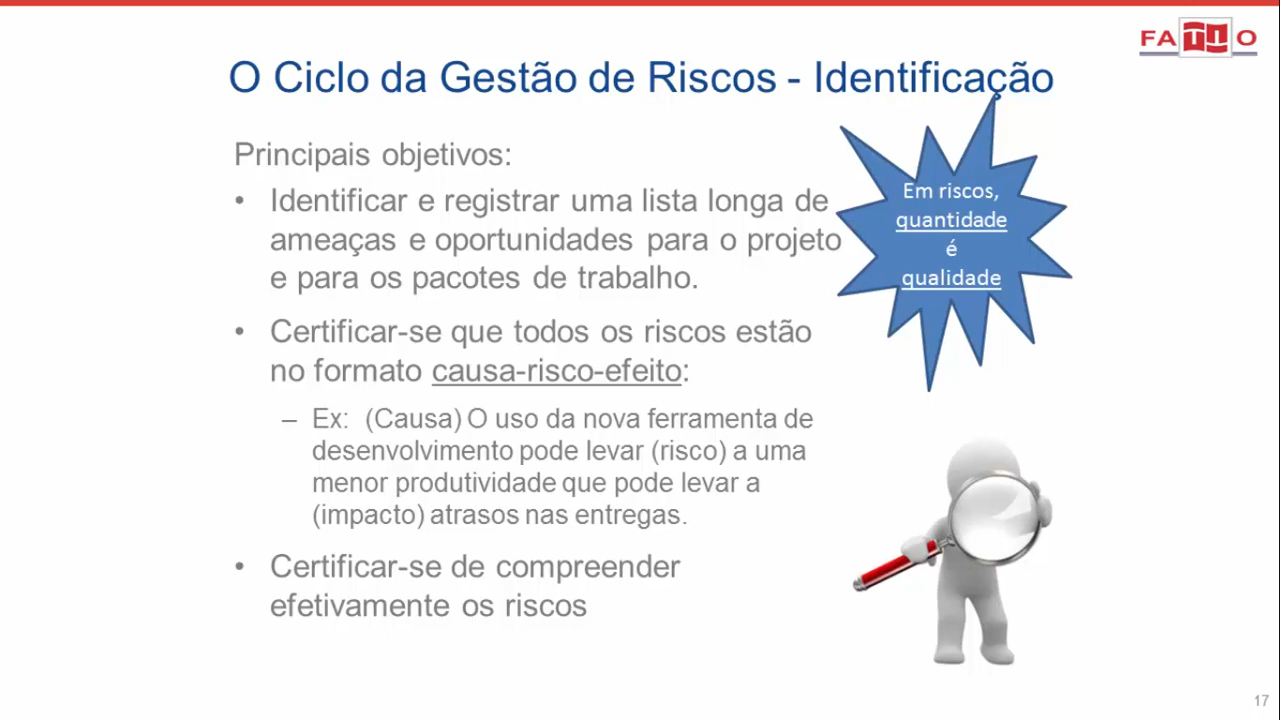 FATTO
O Ciclo da Gestão de Riscos - Identificação
Principais objetivos:
• Identificar e registrar uma lista longa de
ameaças e oportunidades para o projeto
e para os pacotes de trabalho.
• Certificar-se que todos os riscos estão
no formato causa-risco-efeito:
– Ex: (Causa) O uso da nova ferramenta de
desenvolvimento pode levar (risco) a uma
menor produtividade que pode levar a
(impacto) atrasos nas entregas.
• Certificar-se de compreender
efetivamente os riscos
Em riscos,
quantidade
é
qualidade
17